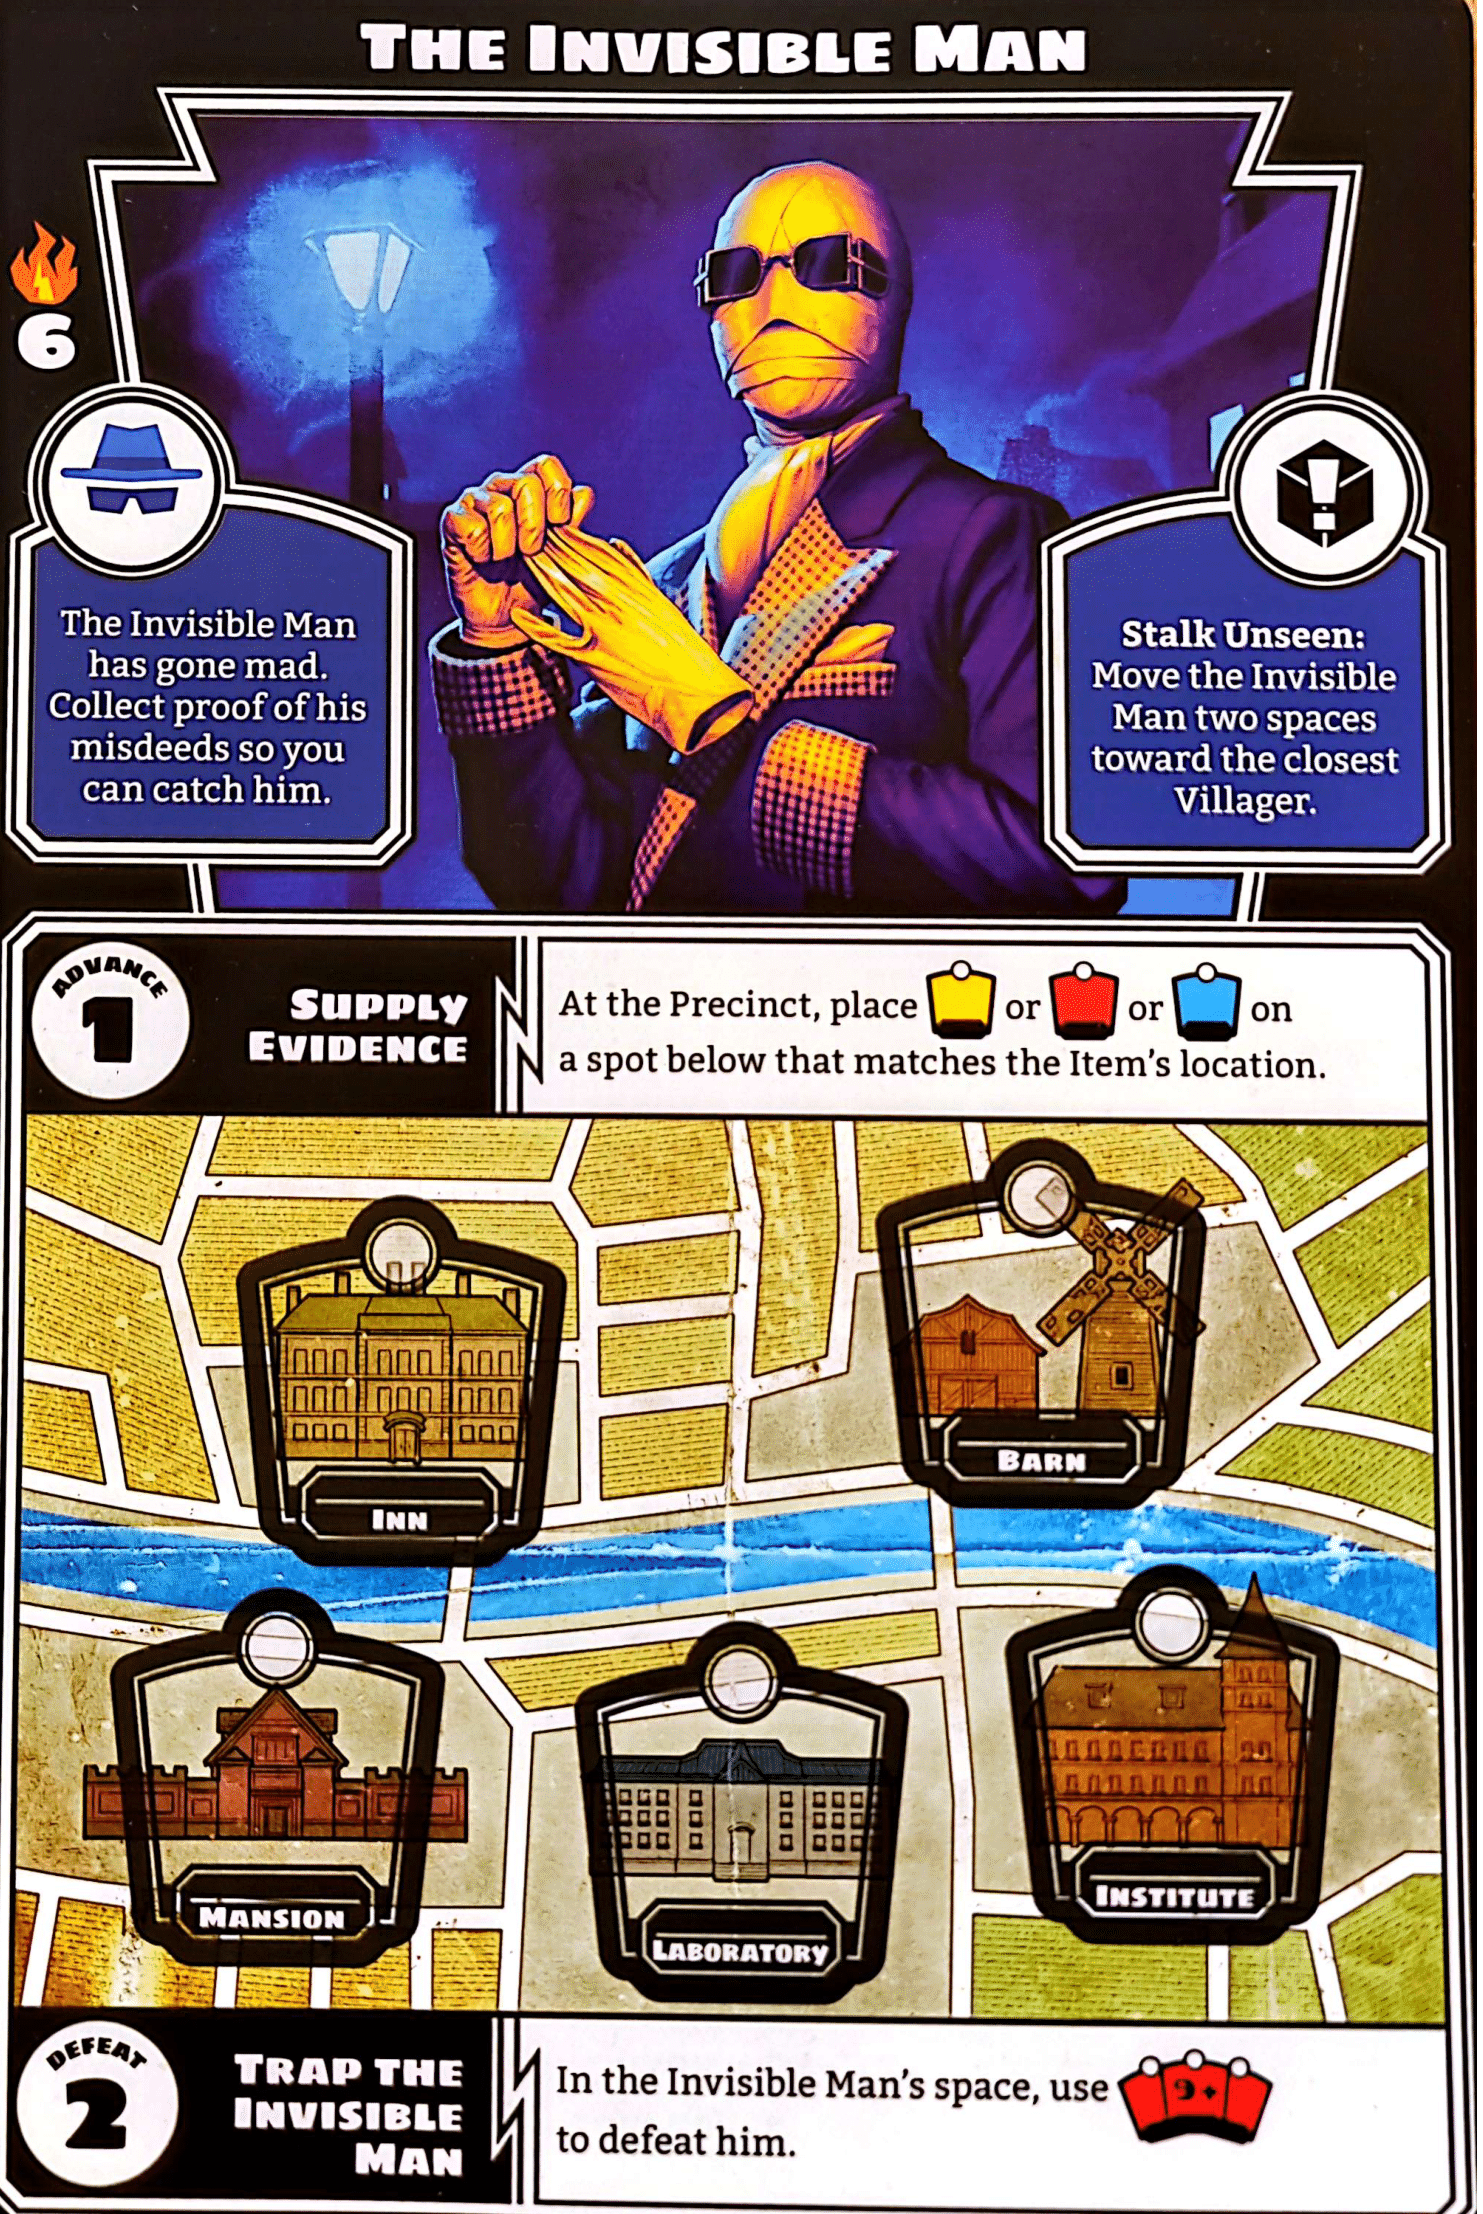 THE INVISIBLE MAN
6
The Invisible Man
has gone mad.
Collect proof of his
misdeeds so you
can catch him.
Stalk Unseen:
Move the Invisible
Man two spaces
toward the closest
Villager.
ADVANCE
1
SUPPLY
EVIDENCE
At the Precinct, place or or on
a spot below that matches the Item's location.
INN
BARN
MANSION
LABORATORY
INSTITUTE
DEFEAT
2
TRAP THE
INVISIBLE
MAN
In the Invisible Man's space, use 9+
to defeat him.